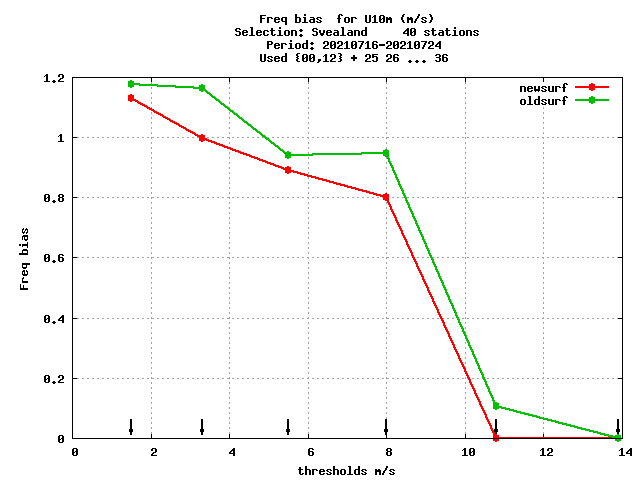 Freq bias  for U10m (m/s)
Selection: Svealand     40 stations
Period: 20210716-20210724
Used {00,12} + 25 26 ... 36
newsurf
oldsurf
1.2
1
0.8
0.6
0.4
0.2
0
Freq bias
0 2 4 6 8 10 12 14
thresholds m/s